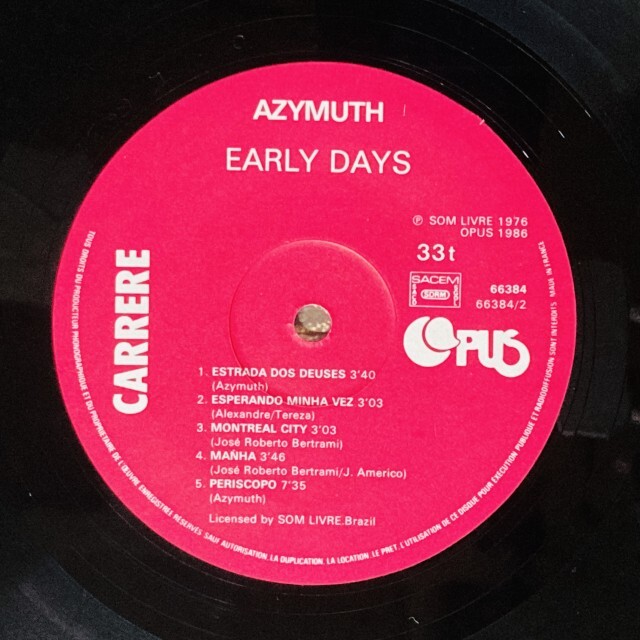 AZYMUTH
EARLY DAYS
℗ SOM LIVRE 1976
OPUS 1986
33t
SACEM
SDRM
66384
66384/2
OPUS
CARRERE
1. ESTRADA DOS DEUSES 3'40
(Azymuth)
2. ESPERANDO MINHA VEZ 3'03
(Alexandre/Tereza)
3. MONTREAL CITY 3'03
(José Roberto Bertrami)
4. MAÑHA 3'46
(José Roberto Bertrami/J. Americo)
5. PERISCOPO 7'35
(Azymuth)
Licensed by SOM LIVRE.Brazil
TOUS DROITS DU PRODUCTEUR PHONOGRAPHIQUE ET DU PROPRIETAIRE DE L'ŒUVRE ENREGISTREE RESERVES SAUF AUTORISATION. LA DUPLICATION, LA LOCATION, LE PRET, L'UTILISATION DE CE DISQUE POUR EXECUTION PUBLIQUE ET RADIODIFFUSION SONT INTERDITS. MADE IN FRANCE